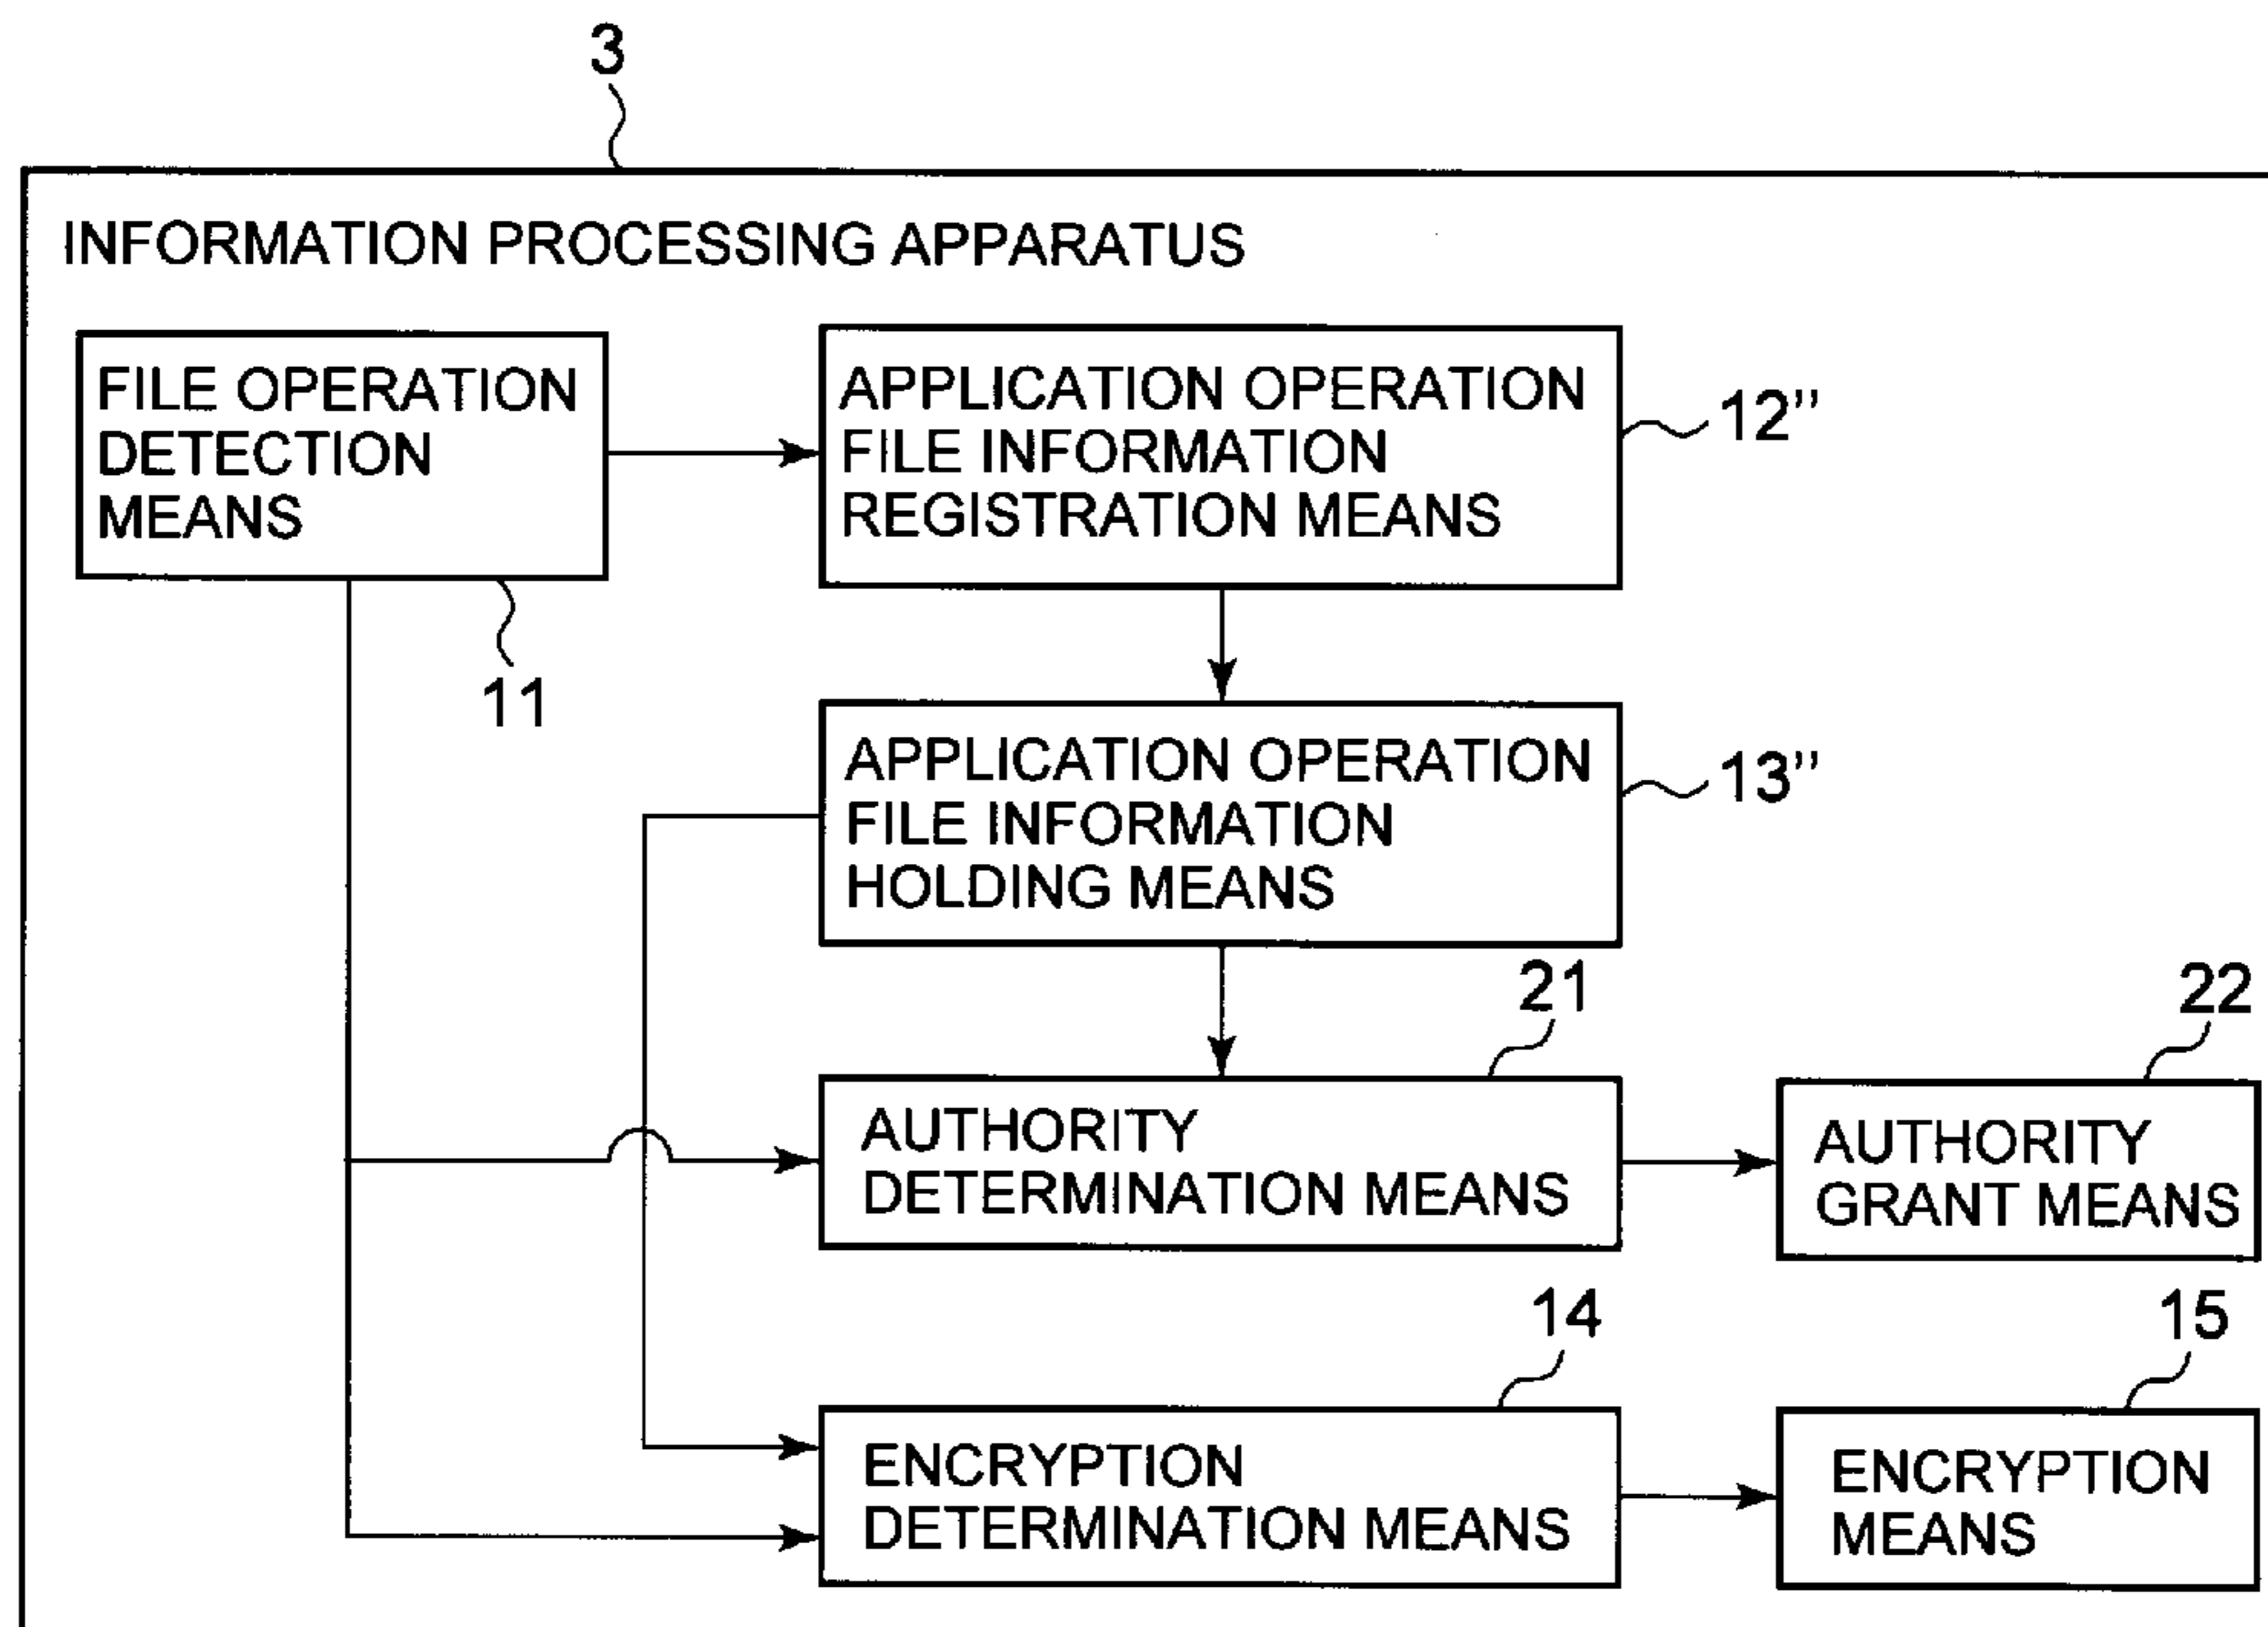 3
INFORMATION PROCESSING APPARATUS
FILE OPERATION
DETECTION
MEANS
11
APPLICATION OPERATION
FILE INFORMATION
REGISTRATION MEANS
12”
APPLICATION OPERATION
FILE INFORMATION
HOLDING MEANS
13”
21
AUTHORITY
DETERMINATION MEANS
22
AUTHORITY
GRANT MEANS
14
ENCRYPTION
DETERMINATION MEANS
15
ENCRYPTION
MEANS